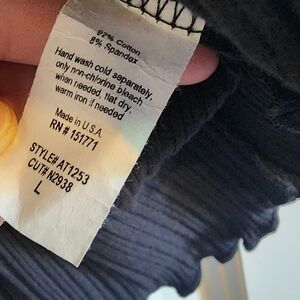 92% Cotton
8% Spandex
Hand wash cold separately,
only non-chlorine bleach
when needed, flat dry,
warm iron if needed
Made in U.S.A.
RN # 151771
STYLE# AT1253
CUT# N2938
L